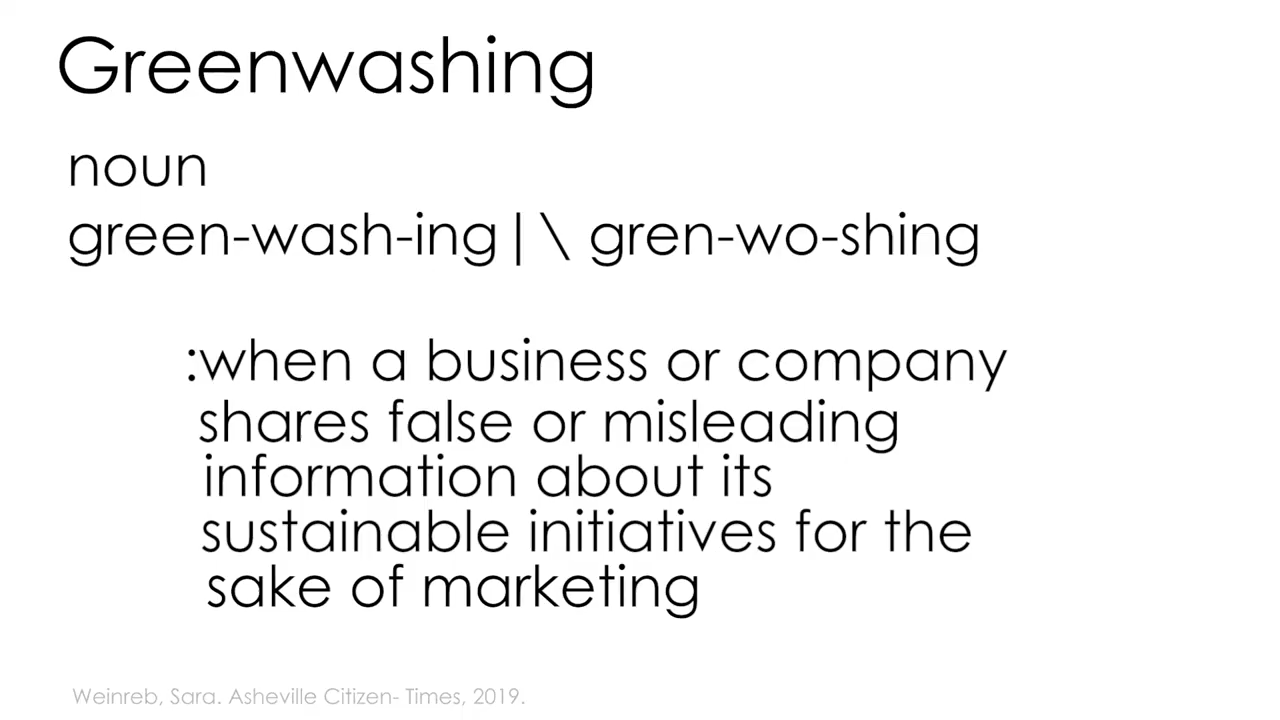 Greenwashing
noun
green-wash-ing|\ gren-wo-shing
:when a business or company
shares false or misleading
information about its
sustainable initiatives for the
sake of marketing
Weinreb, Sara. Asheville Citizen- Times, 2019.